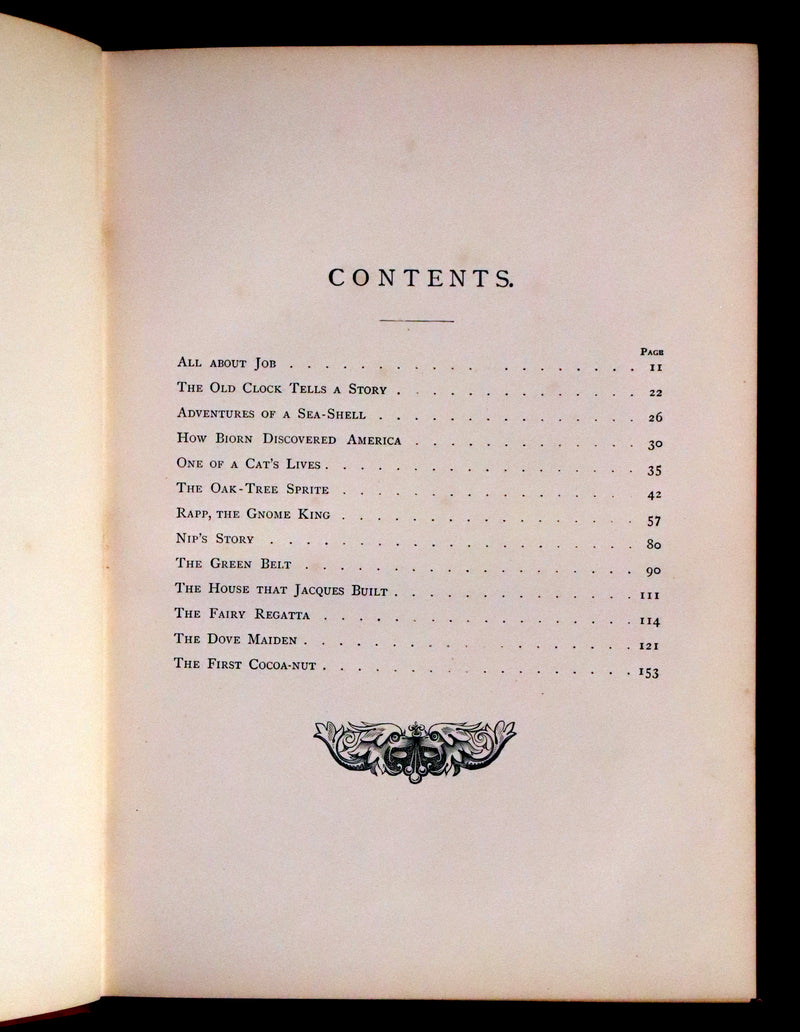 CONTENTS.
PAGE
ALL ABOUT JOB . . . . . . . . . . . . . . . . . . . 11
THE OLD CLOCK TELLS A STORY . . . . . . . . . . . . . . 22
ADVENTURES OF A SEA-SHELL . . . . . . . . . . . . . . . 26
HOW BIORN DISCOVERED AMERICA . . . . . . . . . . . . . 30
ONE OF A CAT'S LIVES . . . . . . . . . . . . . . . . . . 35
THE OAK-TREE SPRITE . . . . . . . . . . . . . . . . . 42
RAPP, THE GNOME KING . . . . . . . . . . . . . . . . . 57
NIP'S STORY . . . . . . . . . . . . . . . . . . . . . 80
THE GREEN BELT . . . . . . . . . . . . . . . . . . . 90
THE HOUSE THAT JACQUES BUILT . . . . . . . . . . . . . . 111
THE FAIRY REGATTA . . . . . . . . . . . . . . . . . . 114
THE DOVE MAIDEN . . . . . . . . . . . . . . . . . . . 121
THE FIRST COCOA-NUT . . . . . . . . . . . . . . . . . . 153